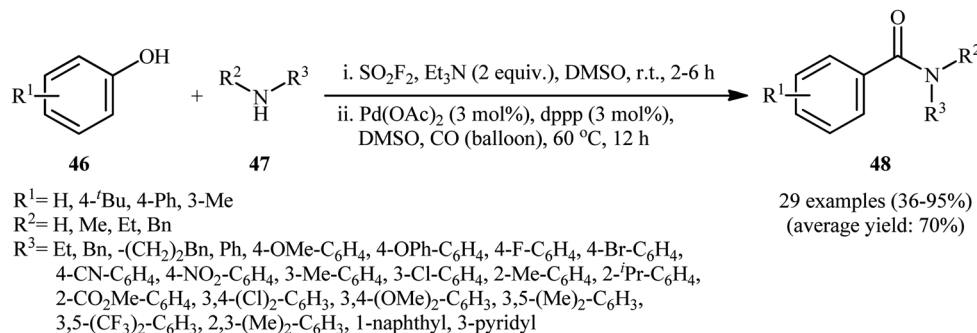 R¹
OH
46
+
R²
R³
N
H
47
i. SO₂F₂, Et₃N (2 equiv.), DMSO, r.t., 2-6 h
ii. Pd(OAc)₂ (3 mol%), dppp (3 mol%),
DMSO, CO (balloon), 60 °C, 12 h
R¹
O
N
R²
R³
48
R¹= H, 4-ᵗBu, 4-Ph, 3-Me
R²= H, Me, Et, Bn
R³= Et, Bn, -(CH₂)₂Bn, Ph, 4-OMe-C₆H₄, 4-OPh-C₆H₄, 4-F-C₆H₄, 4-Br-C₆H₄,
4-CN-C₆H₄, 4-NO₂-C₆H₄, 3-Me-C₆H₄, 3-Cl-C₆H₄, 2-Me-C₆H₄, 2-ⁱPr-C₆H₄,
2-CO₂Me-C₆H₄, 3,4-(Cl)₂-C₆H₃, 3,4-(OMe)₂-C₆H₃, 3,5-(Me)₂-C₆H₃,
3,5-(CF₃)₂-C₆H₃, 2,3-(Me)₂-C₆H₃, 1-naphthyl, 3-pyridyl
29 examples (36-95%)
(average yield: 70%)